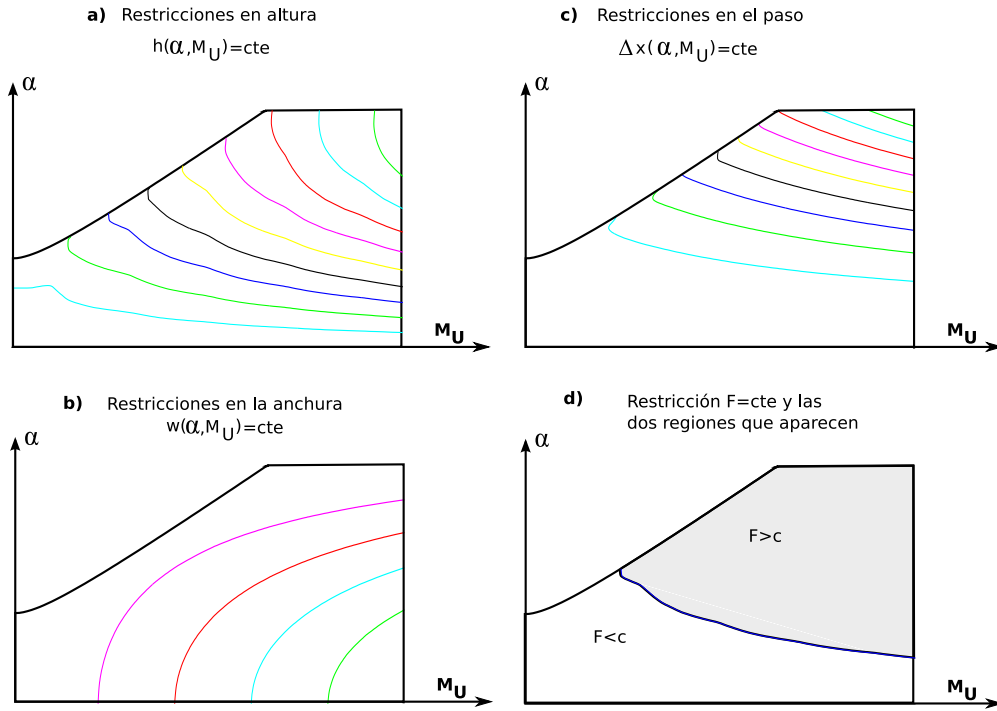 a) Restricciones en altura
h(α,M_U)=cte
α
M_U
c) Restricciones en el paso
Δx(α,M_U)=cte
α
M_U
b) Restricciones en la anchura
w(α,M_U)=cte
α
M_U
d) Restricción F=cte y las
dos regiones que aparecen
α
F>c
F<c
M_U